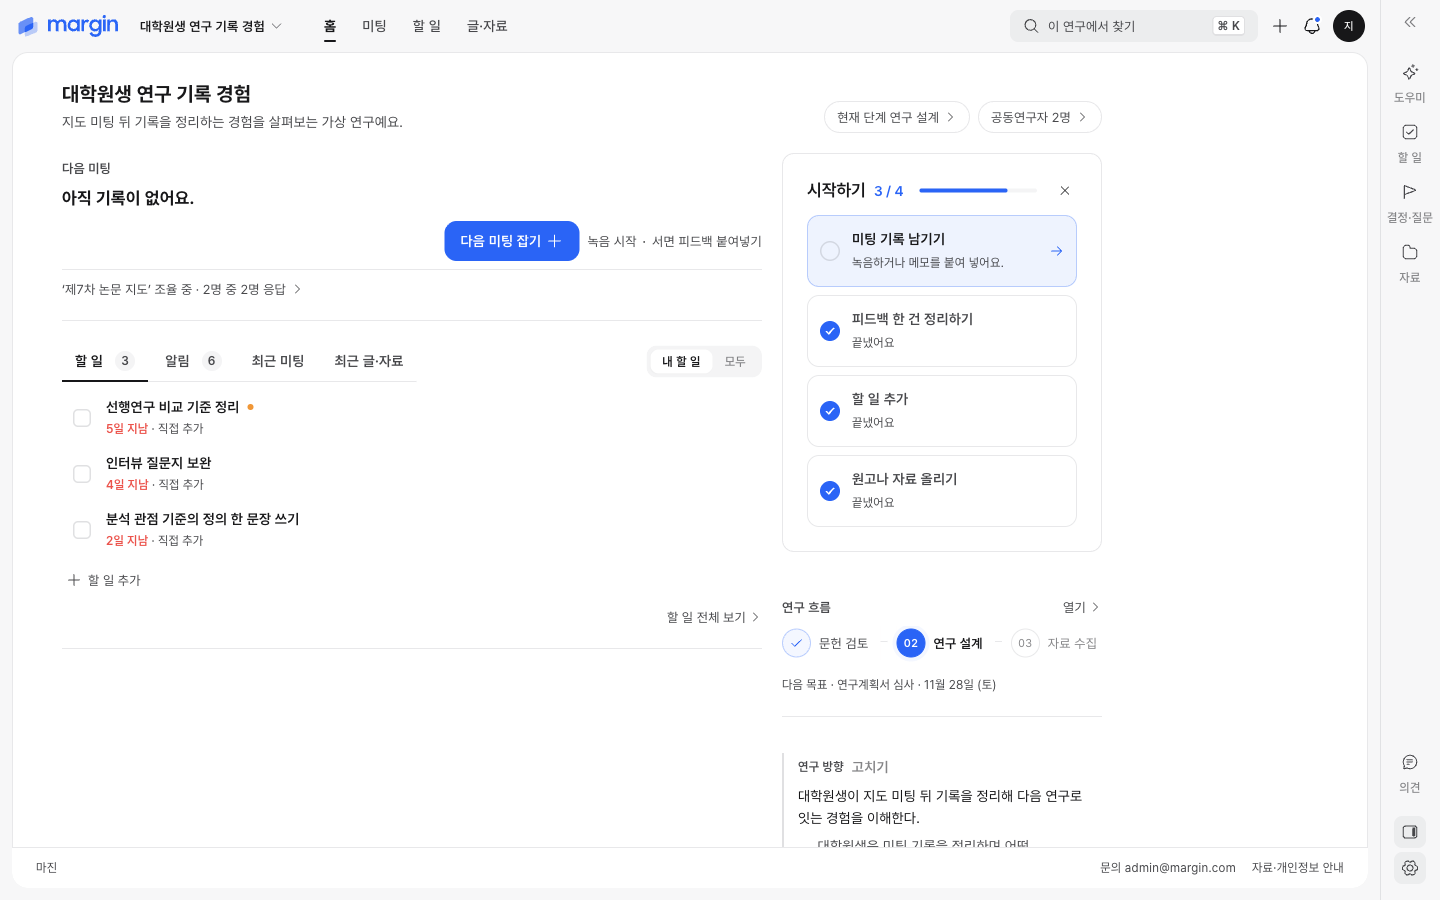 margin
대학원생 연구 기록 경험
홈
미팅
할 일
글·자료
이 연구에서 찾기
⌘ K
지
대학원생 연구 기록 경험
지도 미팅 뒤 기록을 정리하는 경험을 살펴보는 가상 연구예요.
현재 단계 연구 설계
공동연구자 2명
다음 미팅
아직 기록이 없어요.
다음 미팅 잡기
녹음 시작 · 서면 피드백 붙여넣기
‘제7차 논문 지도’ 조율 중 · 2명 중 2명 응답
할 일 3
알림 6
최근 미팅
최근 글·자료
내 할 일
모두
선행연구 비교 기준 정리
5일 지남 · 직접 추가
인터뷰 질문지 보완
4일 지남 · 직접 추가
분석 관점 기준의 정의 한 문장 쓰기
2일 지남 · 직접 추가
할 일 추가
할 일 전체 보기
시작하기 3 / 4
미팅 기록 남기기
녹음하거나 메모를 붙여 넣어요.
피드백 한 건 정리하기
끝냈어요
할 일 추가
끝냈어요
원고나 자료 올리기
끝냈어요
연구 흐름
열기
문헌 검토
02 연구 설계
03 자료 수집
다음 목표 · 연구계획서 심사 · 11월 28일 (토)
연구 방향 고치기
대학원생이 지도 미팅 뒤 기록을 정리해 다음 연구로
잇는 경험을 이해한다.
대학원생은 미팅 기록을 정리하며 어떤
도우미
할 일
결정·질문
자료
의견
마진
문의 admin@margin.com
자료·개인정보 안내